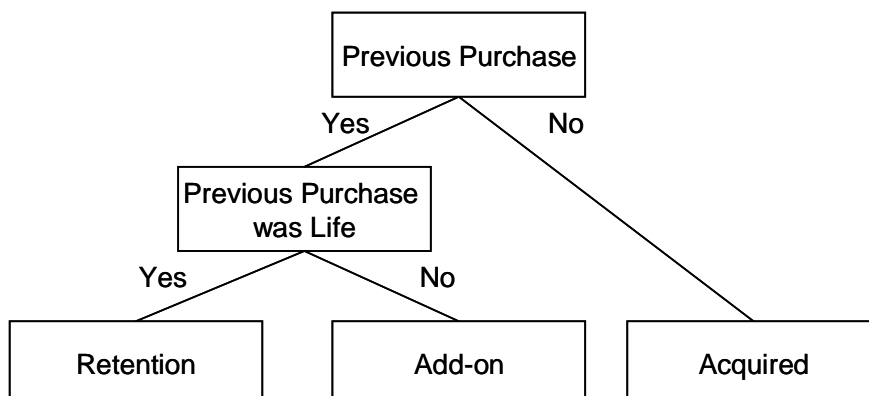 Previous Purchase
Yes
No
Previous Purchase
was Life
Yes
No
Retention
Add-on
Acquired